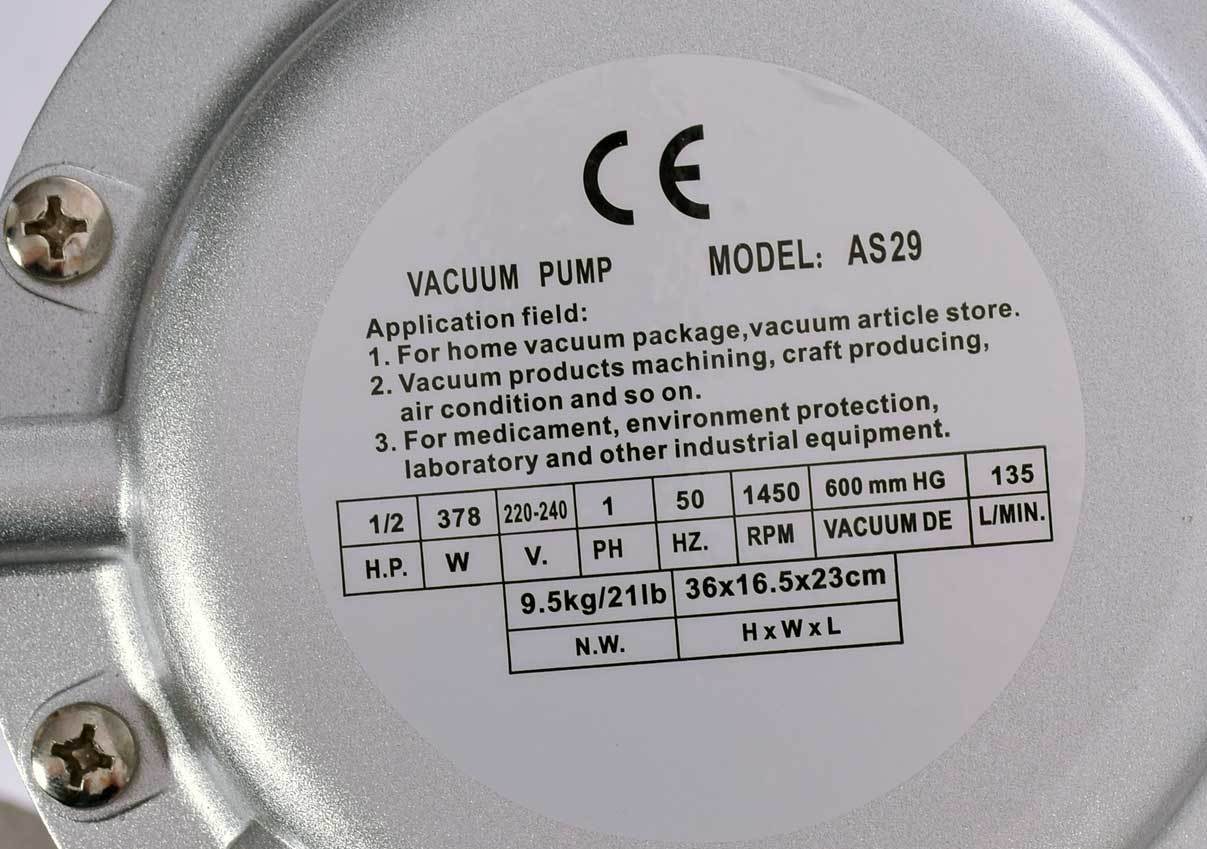 CE
VACUUM PUMP MODEL: AS29
Application field:
1. For home vacuum package,vacuum article store.
2. Vacuum products machining, craft producing,
air condition and so on.
3. For medicament, environment protection,
laboratory and other industrial equipment.
1/2 378 220-240 1 50 1450 600 mm HG 135
H.P. W V. PH HZ. RPM VACUUM DE L/MIN.
9.5kg/21lb 36x16.5x23cm
N.W. H x W x L